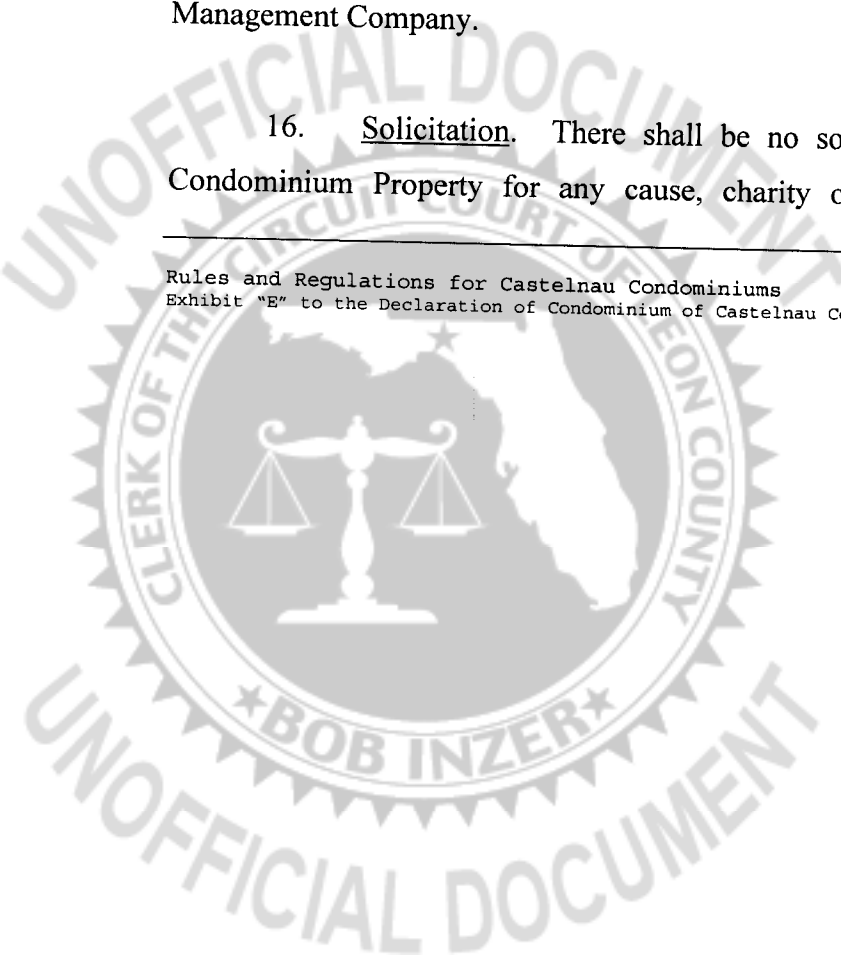 Management Company.
16. Solicitation. There shall be no so
Condominium Property for any cause, charity o
Rules and Regulations for Castelnau Condominiums
Exhibit "E" to the Declaration of Condominium of Castelnau Co
UNOFFICIAL DOCUMENT
CLERK OF THE CIRCUIT COURT OF LEON COUNTY
★BOB INZER★
UNOFFICIAL DOCUMENT